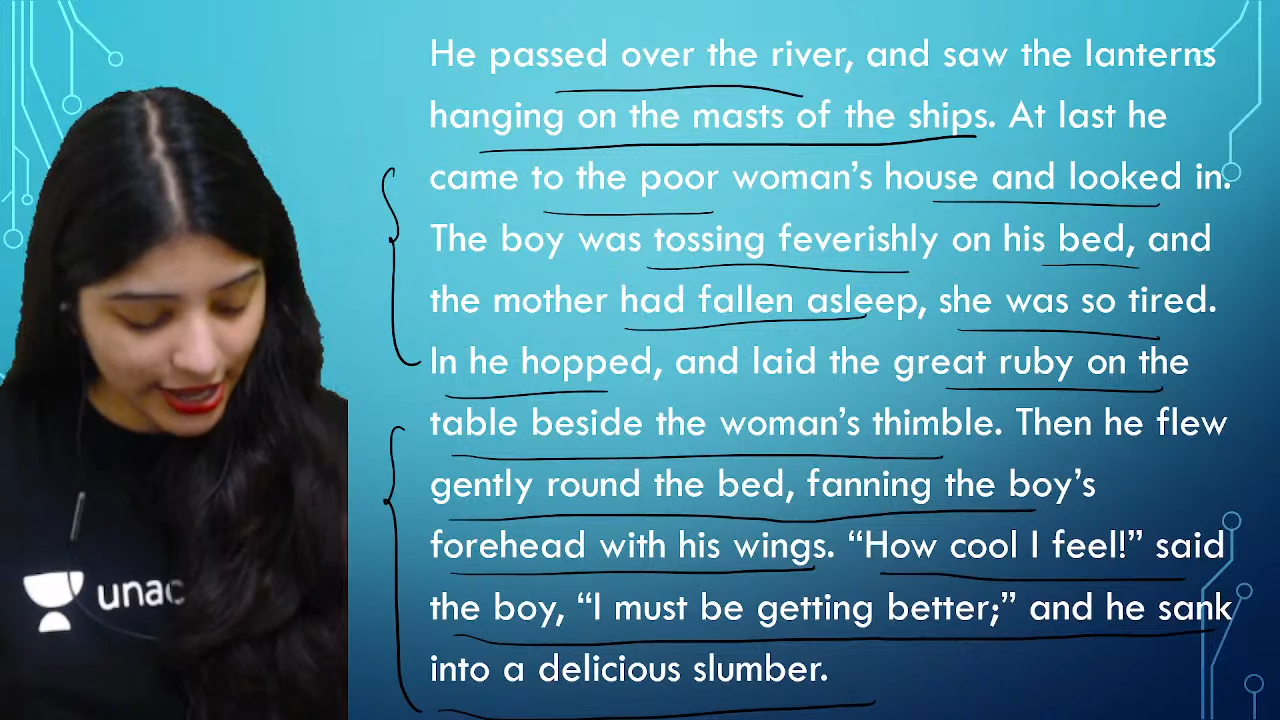 He passed over the river, and saw the lanterns
hanging on the masts of the ships. At last he
came to the poor woman's house and looked in.
The boy was tossing feverishly on his bed, and
the mother had fallen asleep, she was so tired.
In he hopped, and laid the great ruby on the
table beside the woman's thimble. Then he flew
gently round the bed, fanning the boy's
forehead with his wings. “How cool I feel!” said
the boy, “I must be getting better;” and he sank
into a delicious slumber.
unac